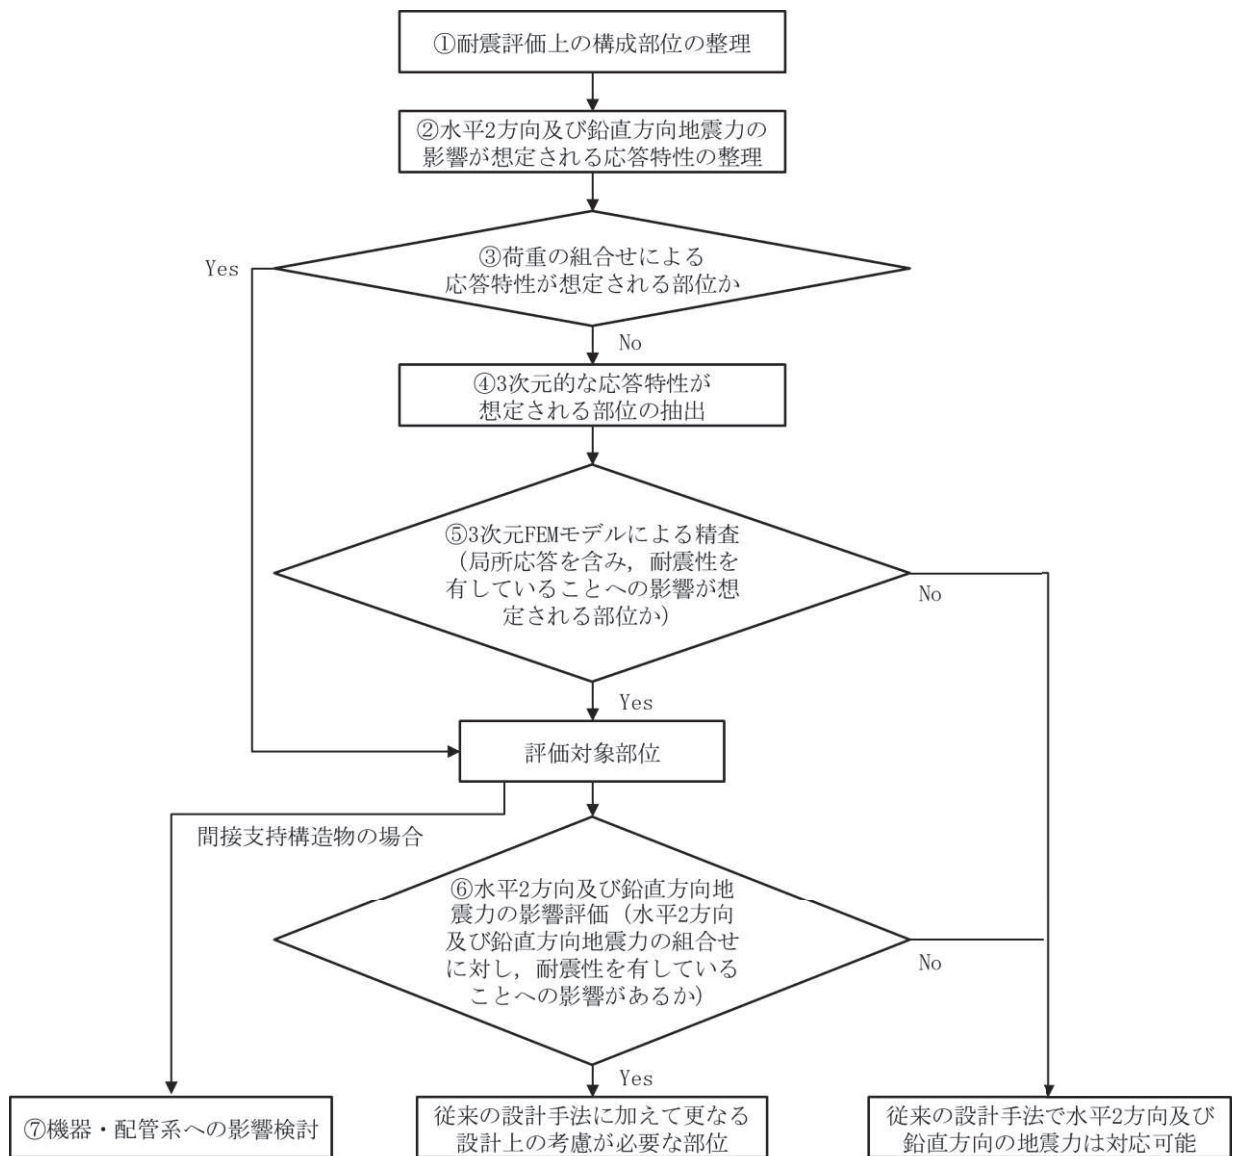 ①耐震評価上の構成部位の整理
②水平2方向及び鉛直方向地震力の
影響が想定される応答特性の整理
③荷重の組合せによる
応答特性が想定される部位か
Yes
No
④3次元的な応答特性が
想定される部位の抽出
⑤3次元FEMモデルによる精査
（局所応答を含み，耐震性を
有していることへの影響が想
定される部位か）
No
Yes
評価対象部位
間接支持構造物の場合
⑥水平2方向及び鉛直方向地
震力の影響評価（水平2方向
及び鉛直方向地震力の組合せ
に対し，耐震性を有している
ことへの影響があるか）
No
Yes
⑦機器・配管系への影響検討
従来の設計手法に加えて更なる
設計上の考慮が必要な部位
従来の設計手法で水平2方向及び
鉛直方向の地震力は対応可能